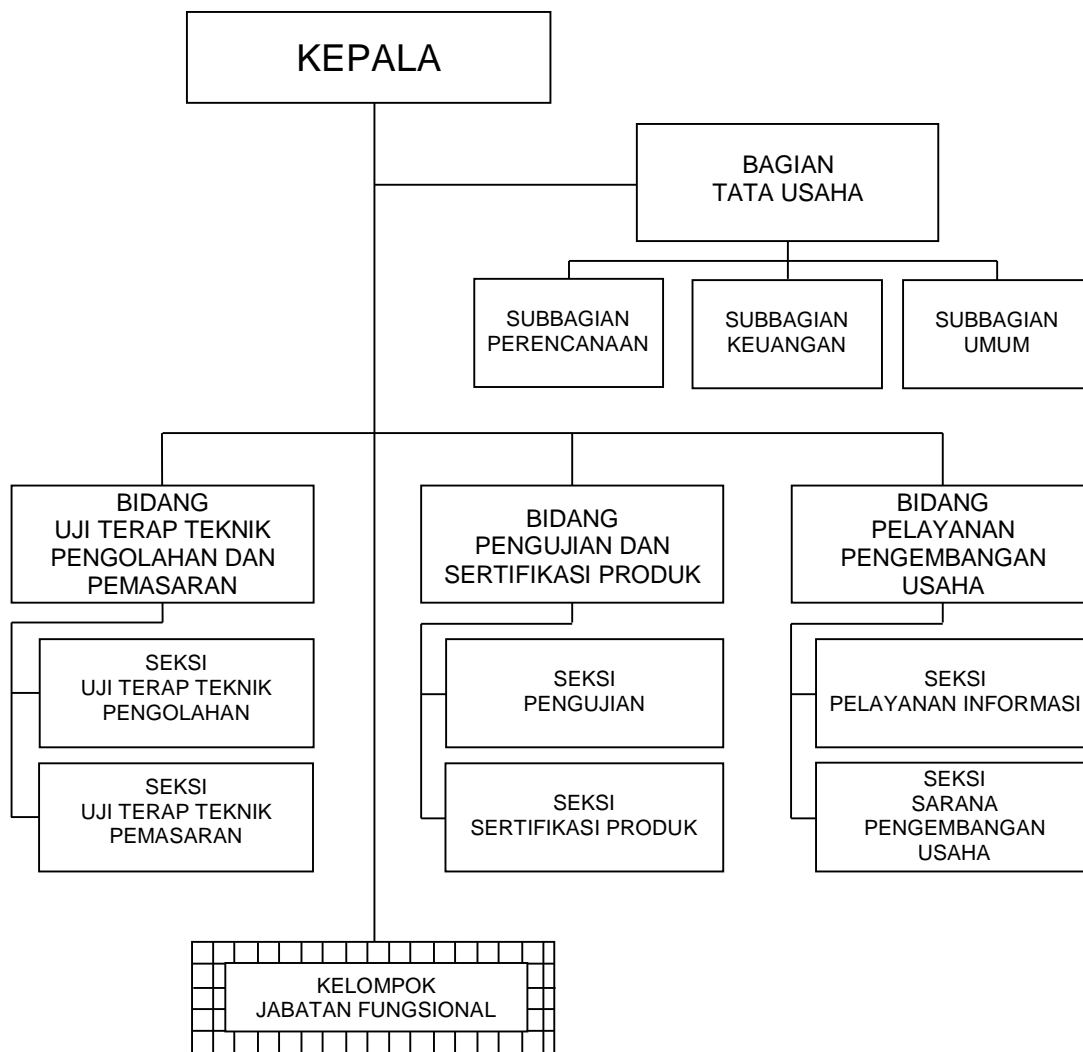 KEPALA
BAGIAN
TATA USAHA
SUBBAGIAN
PERENCANAAN
SUBBAGIAN
KEUANGAN
SUBBAGIAN
UMUM
BIDANG
UJI TERAP TEKNIK
PENGOLAHAN DAN
PEMASARAN
BIDANG
PENGUJIAN DAN
SERTIFIKASI PRODUK
BIDANG
PELAYANAN
PENGEMBANGAN
USAHA
SEKSI
UJI TERAP TEKNIK
PENGOLAHAN
SEKSI
PENGUJIAN
SEKSI
PELAYANAN INFORMASI
SEKSI
UJI TERAP TEKNIK
PEMASARAN
SEKSI
SERTIFIKASI PRODUK
SEKSI
SARANA
PENGEMBANGAN
USAHA
KELOMPOK
JABATAN FUNGSIONAL